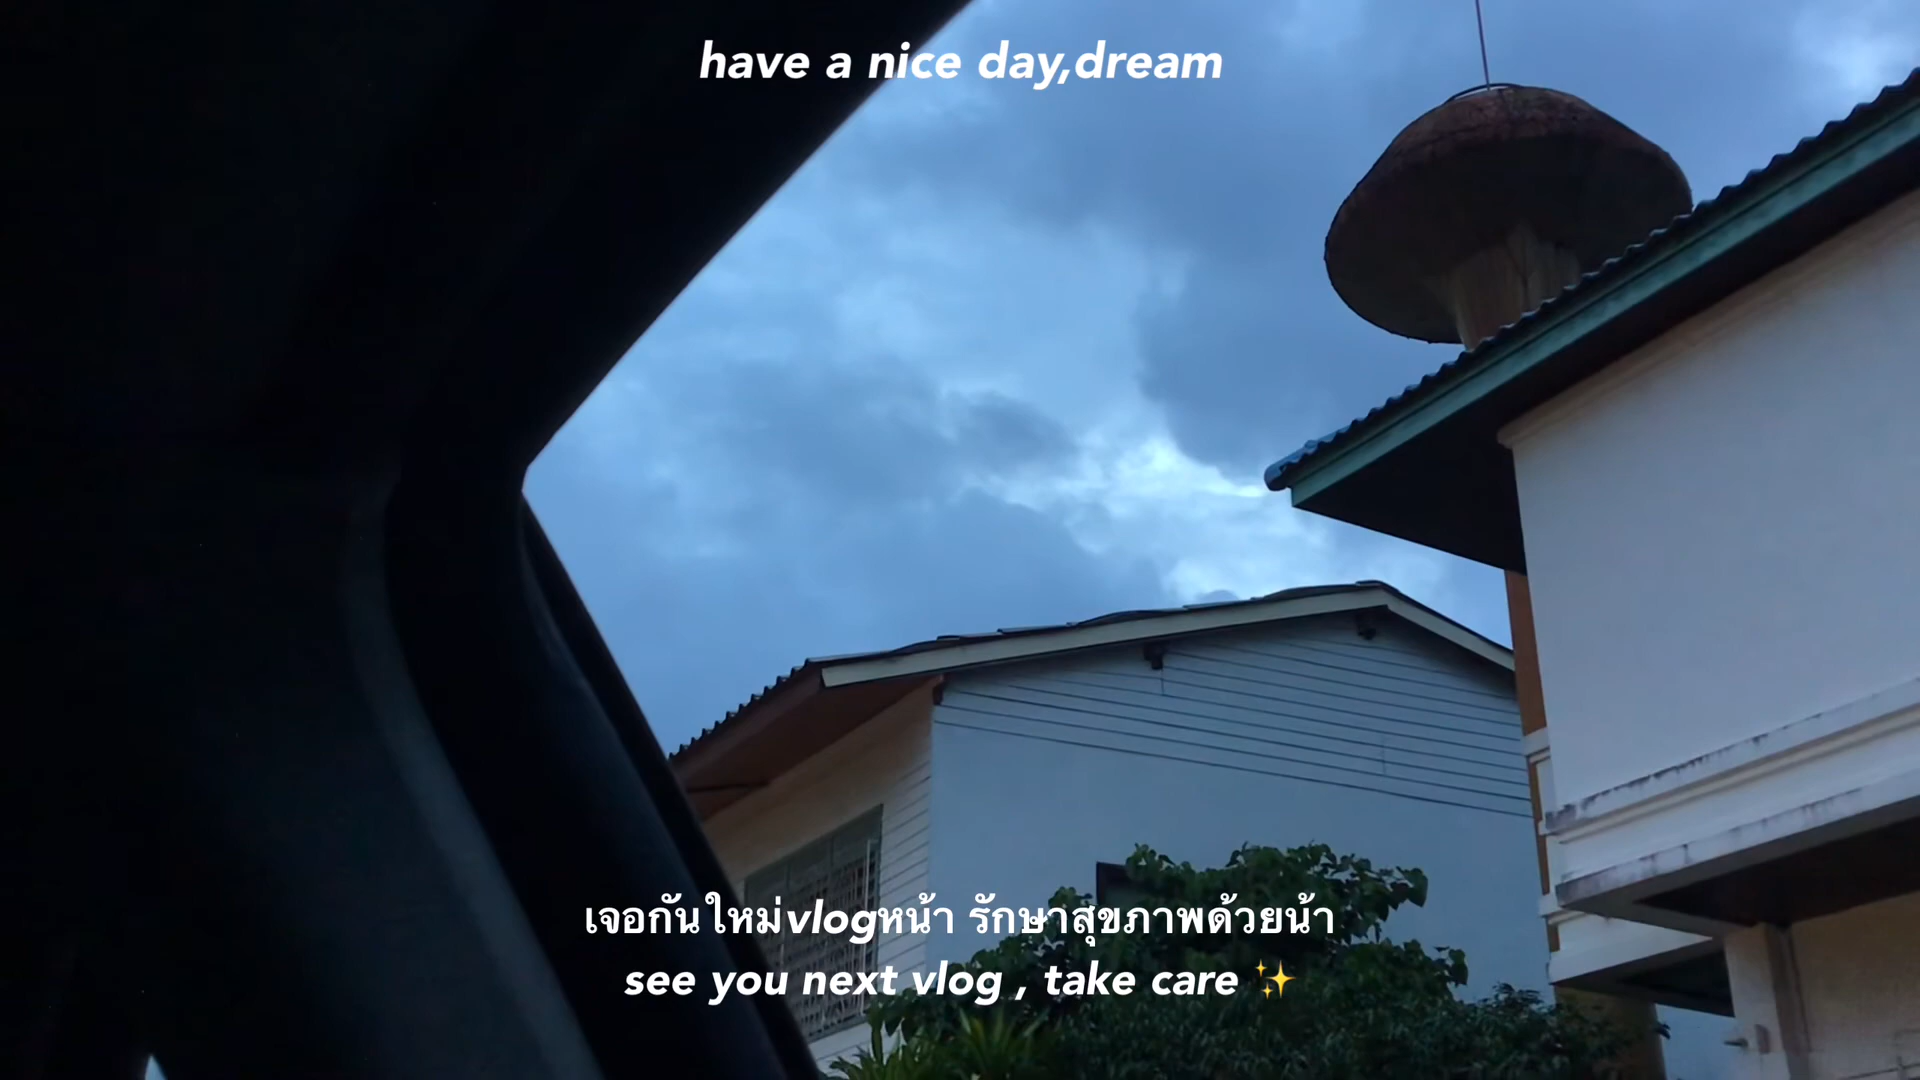 have a nice day,dream
เจอกันใหม่vlogหน้า รักษาสุขภาพด้วยน้า
see you next vlog , take care ✨